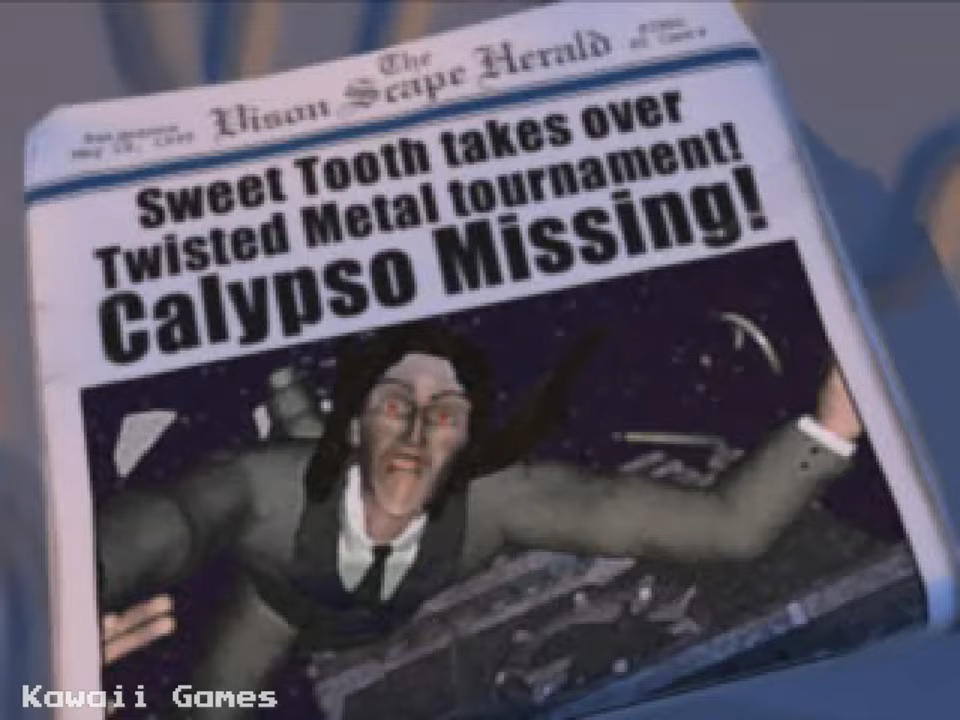 The
Vison Scape Herald
Sweet Tooth takes over
Twisted Metal tournament!
Calypso Missing!
Kawaii Games